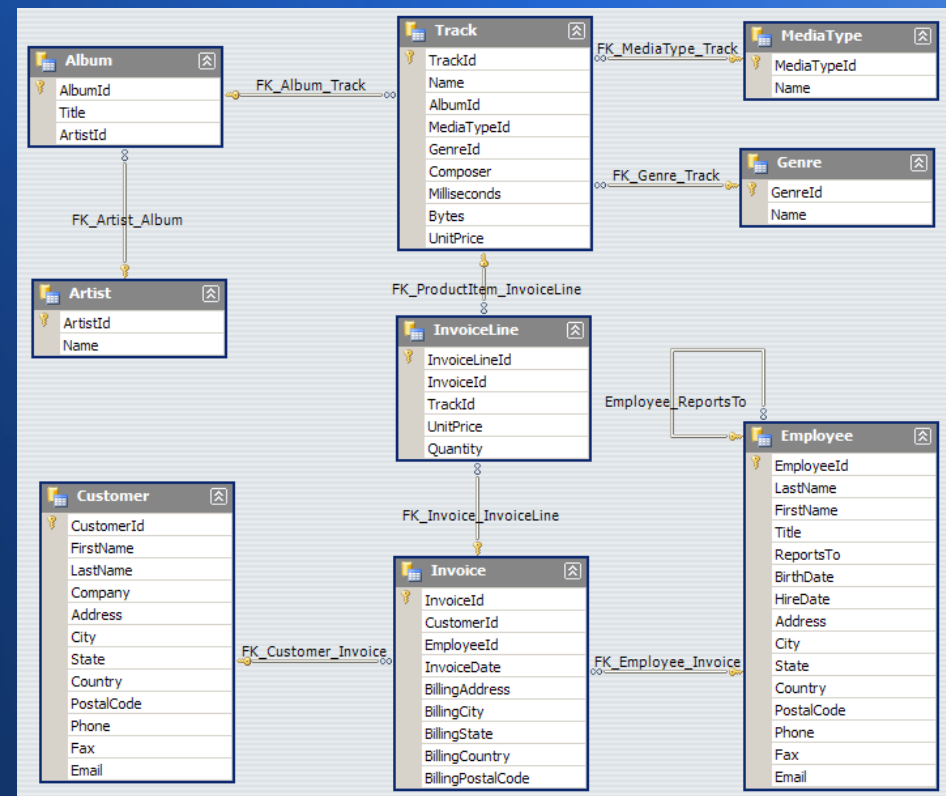 Album
AlbumId
Title
ArtistId
FK_Album_Track
Track
TrackId
Name
AlbumId
MediaTypeId
GenreId
Composer
Milliseconds
Bytes
UnitPrice
FK_MediaType_Track
MediaType
MediaTypeId
Name
FK_Genre_Track
Genre
GenreId
Name
FK_Artist_Album
Artist
ArtistId
Name
FK_ProductItem_InvoiceLine
InvoiceLine
InvoiceLineId
InvoiceId
TrackId
UnitPrice
Quantity
Employee_ReportsTo
Employee
EmployeeId
LastName
FirstName
Title
ReportsTo
BirthDate
HireDate
Address
City
State
Country
PostalCode
Phone
Fax
Email
Customer
CustomerId
FirstName
LastName
Company
Address
City
State
Country
PostalCode
Phone
Fax
Email
FK_Invoice_InvoiceLine
FK_Customer_Invoice
Invoice
InvoiceId
CustomerId
EmployeeId
InvoiceDate
BillingAddress
BillingCity
BillingState
BillingCountry
BillingPostalCode
FK_Employee_Invoice